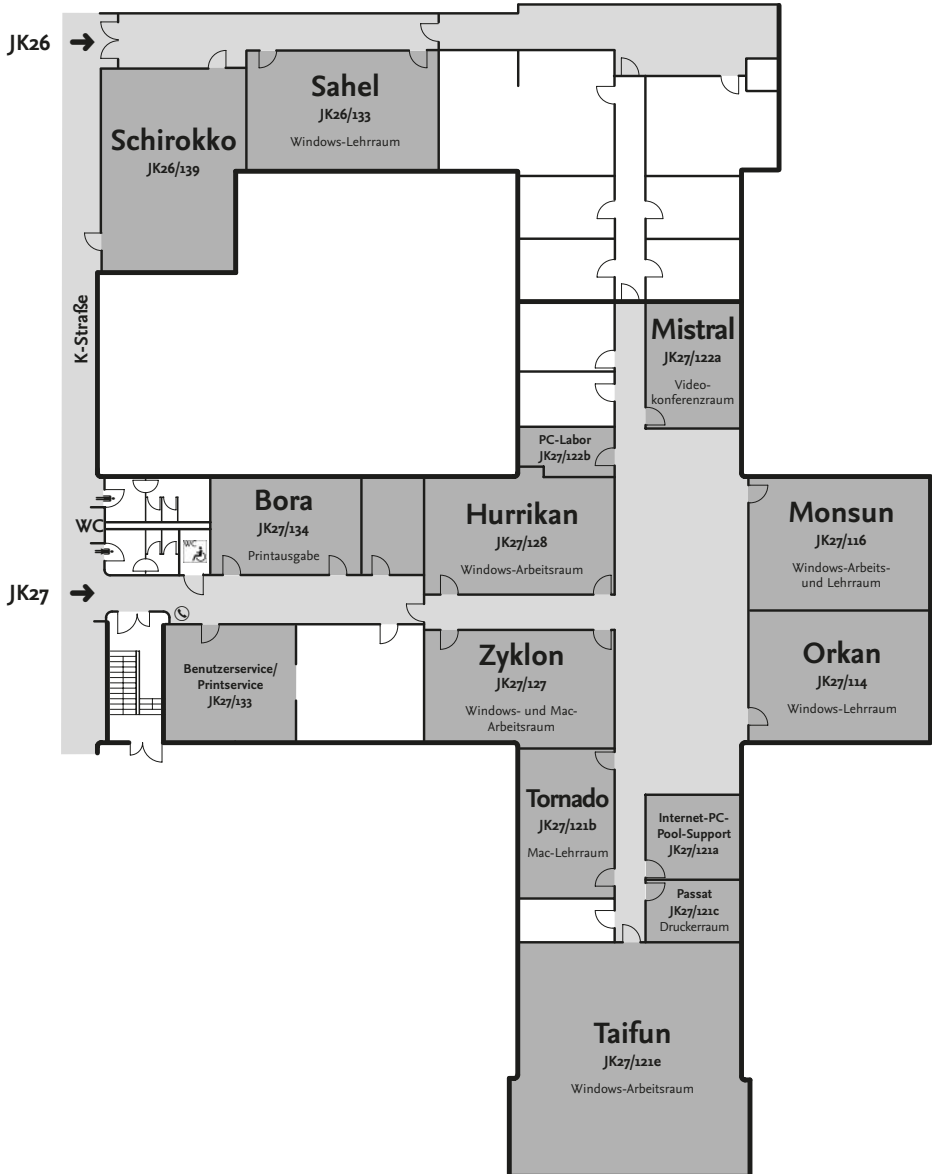 JK26
Sahel
JK26/133
Windows-Lehrraum
Schirokko
JK26/139
K-Straße
Mistral
JK27/122a
Video-
konferenzraum
PC-Labor
JK27/122b
WC
WC
Bora
JK27/134
Printausgabe
Hurrikan
JK27/128
Windows-Arbeitsraum
Monsun
JK27/116
Windows-Arbeits-
und Lehrraum
JK27
Benutzerservice/
Printservice
JK27/133
Zyklon
JK27/127
Windows- und Mac-
Arbeitsraum
Orkan
JK27/114
Windows-Lehrraum
Tornado
JK27/121b
Mac-Lehrraum
Internet-PC-
Pool-Support
JK27/121a
Passat
JK27/121c
Druckerraum
Taifun
JK27/121e
Windows-Arbeitsraum